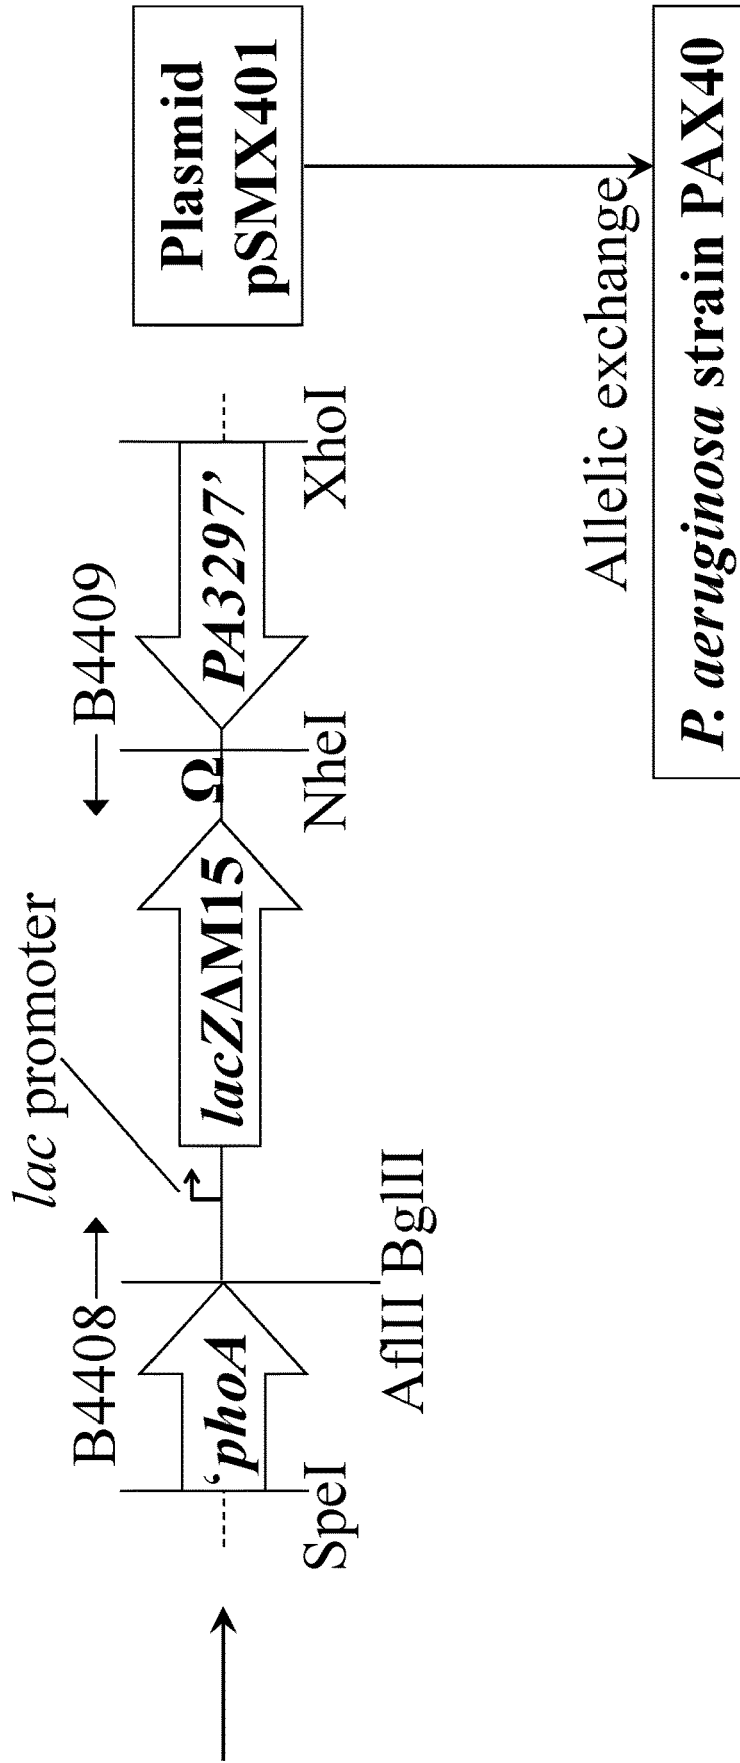 lac promoter
B4408
B4409
Plasmid
pSMX401
‘phoA
lacZΔM15
Ω
PA3297’
SpeI
AflII BglII
NheI
XhoI
Allelic exchange
P. aeruginosa strain PAX40